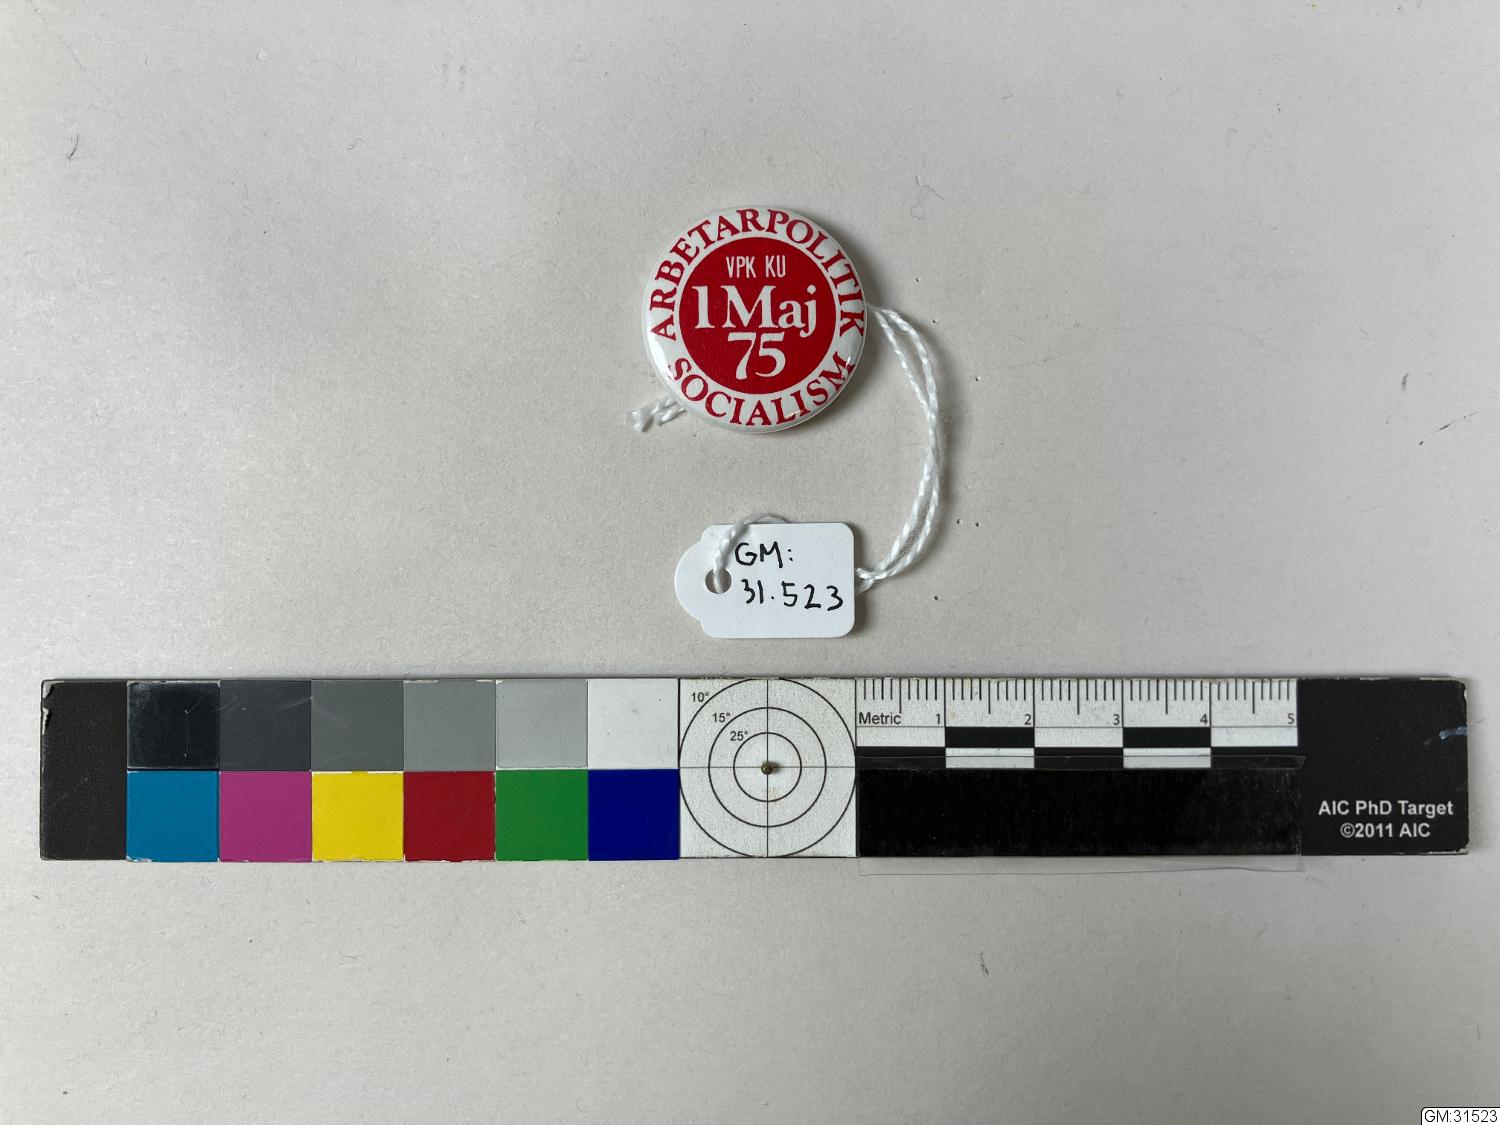 ARBETARPOLITIK
VPK KU
1 Maj
75
SOCIALISM
GM:
31.523
10°
15°
25°
Metric 1 2 3 4 5
AIC PhD Target
©2011 AIC
GM:31523